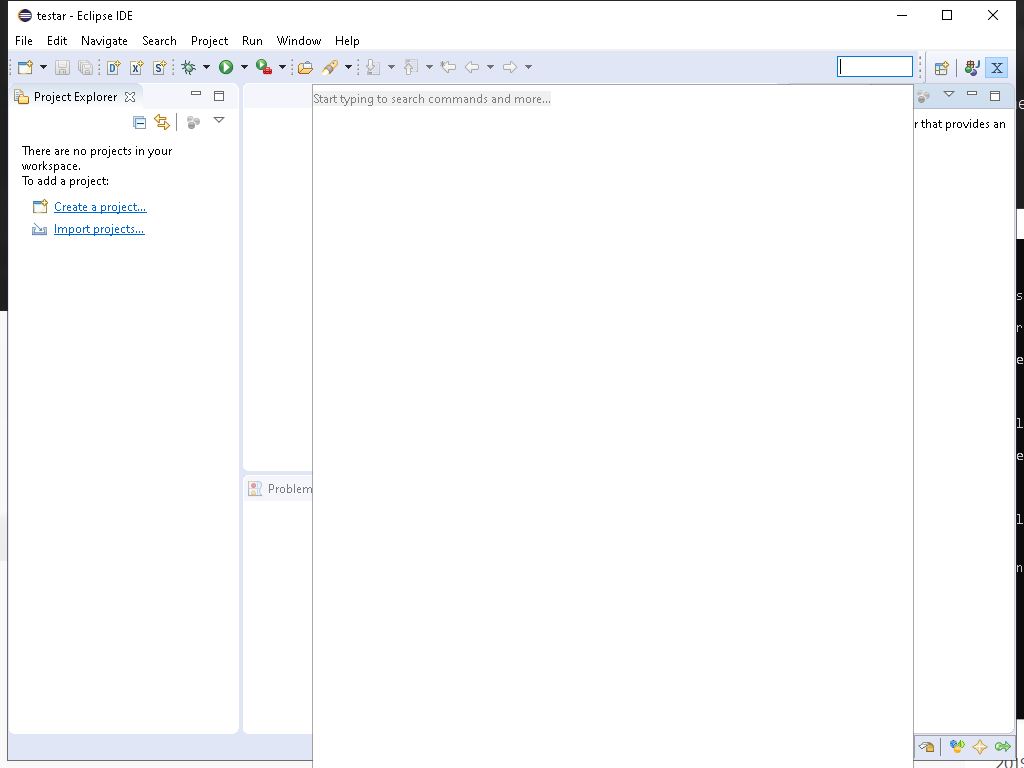 testar - Eclipse IDE
File Edit Navigate Search Project Run Window Help
Project Explorer
Start typing to search commands and more...
r that provides an
There are no projects in your
workspace.
To add a project:
Create a project...
Import projects...
Problem